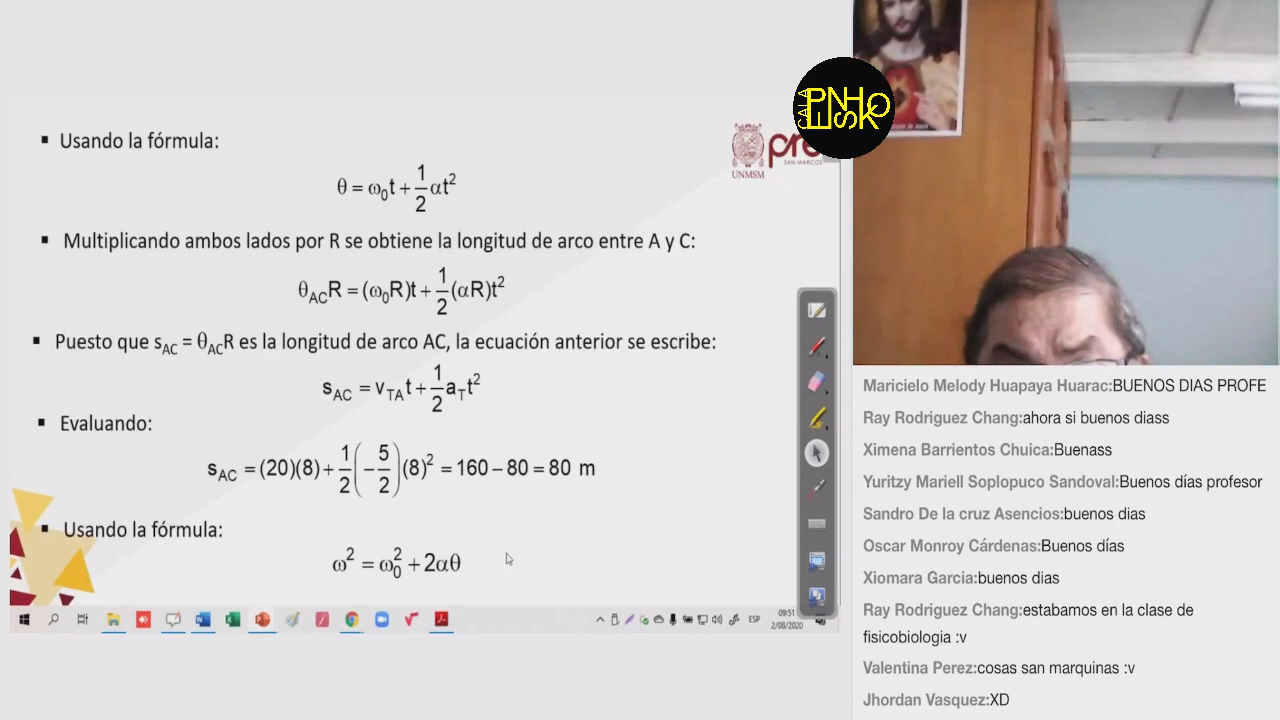 ▪ Usando la fórmula:
θ = ω₀t + 1/2 αt²
▪ Multiplicando ambos lados por R se obtiene la longitud de arco entre A y C:
θ_AC R = (ω₀R)t + 1/2 (αR)t²
▪ Puesto que s_AC = θ_AC R es la longitud de arco AC, la ecuación anterior se escribe:
s_AC = v_TA t + 1/2 a_T t²
▪ Evaluando:
s_AC = (20)(8) + 1/2 (−5/2)(8)² = 160 − 80 = 80 m
▪ Usando la fórmula:
ω² = ω₀² + 2αθ
UNMSM
pre
SAN MARCOS
ESP
09:51
2/08/2020
Maricielo Melody Huapaya Huarac:BUENOS DIAS PROFE
Ray Rodriguez Chang:ahora si buenos diass
Ximena Barrientos Chuica:Buenass
Yuritzy Mariell Soplopuco Sandoval:Buenos días profesor
Sandro De la cruz Asencios:buenos dias
Oscar Monroy Cárdenas:Buenos días
Xiomara Garcia:buenos dias
Ray Rodriguez Chang:estabamos en la clase de
fisicobiologia :v
Valentina Perez:cosas san marquinas :v
Jhordan Vasquez:XD